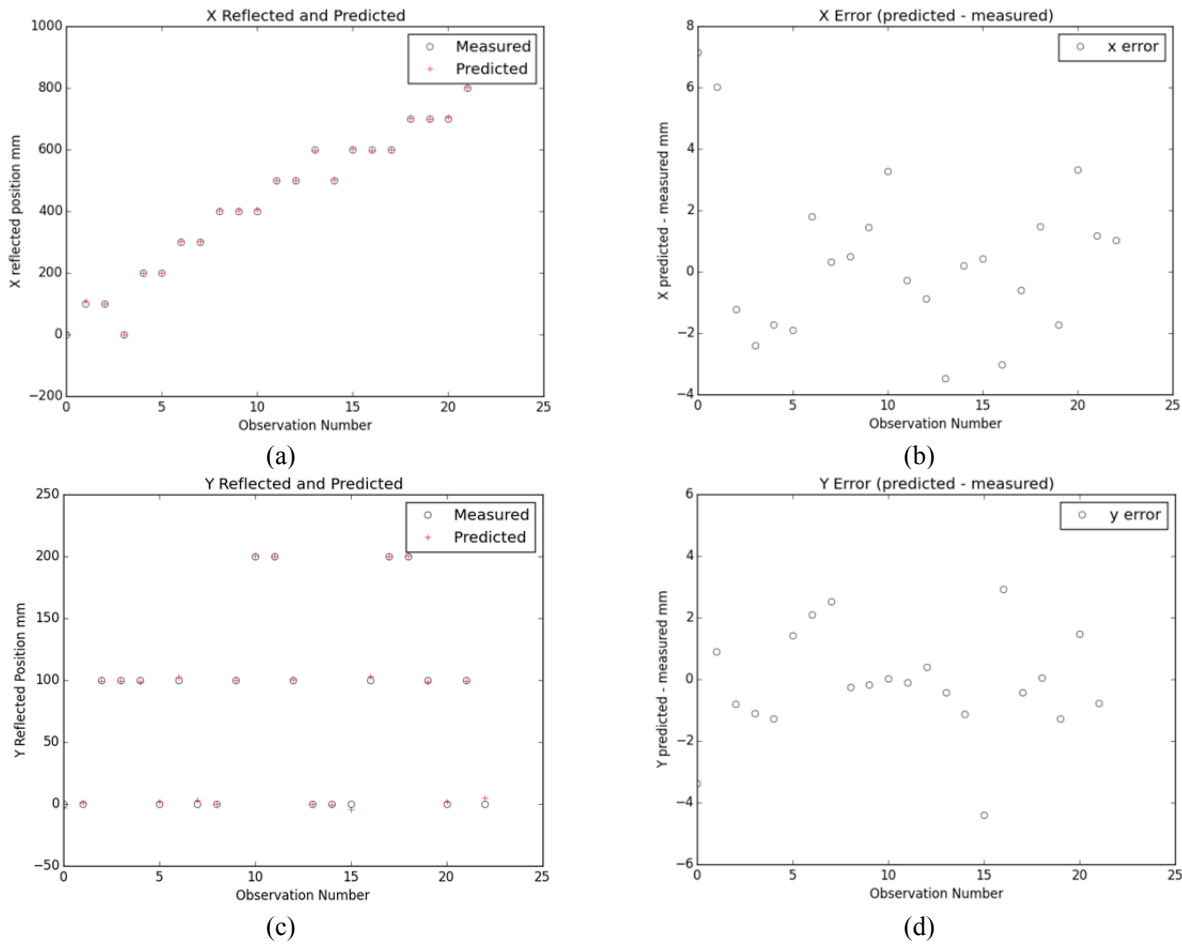 X Reflected and Predicted
1000
800
600
400
200
0
−200
0 5 10 15 20 25
X reflected position mm
Observation Number
Measured
Predicted
(a)
X Error (predicted - measured)
8
6
4
2
0
−2
−4
0 5 10 15 20 25
X predicted - measured mm
Observation Number
x error
(b)
Y Reflected and Predicted
250
200
150
100
50
0
−50
0 5 10 15 20 25
Y Reflected Position mm
Observation Number
Measured
Predicted
(c)
Y Error (predicted - measured)
6
4
2
0
−2
−4
−6
0 5 10 15 20 25
Y predicted - measured mm
Observation Number
y error
(d)